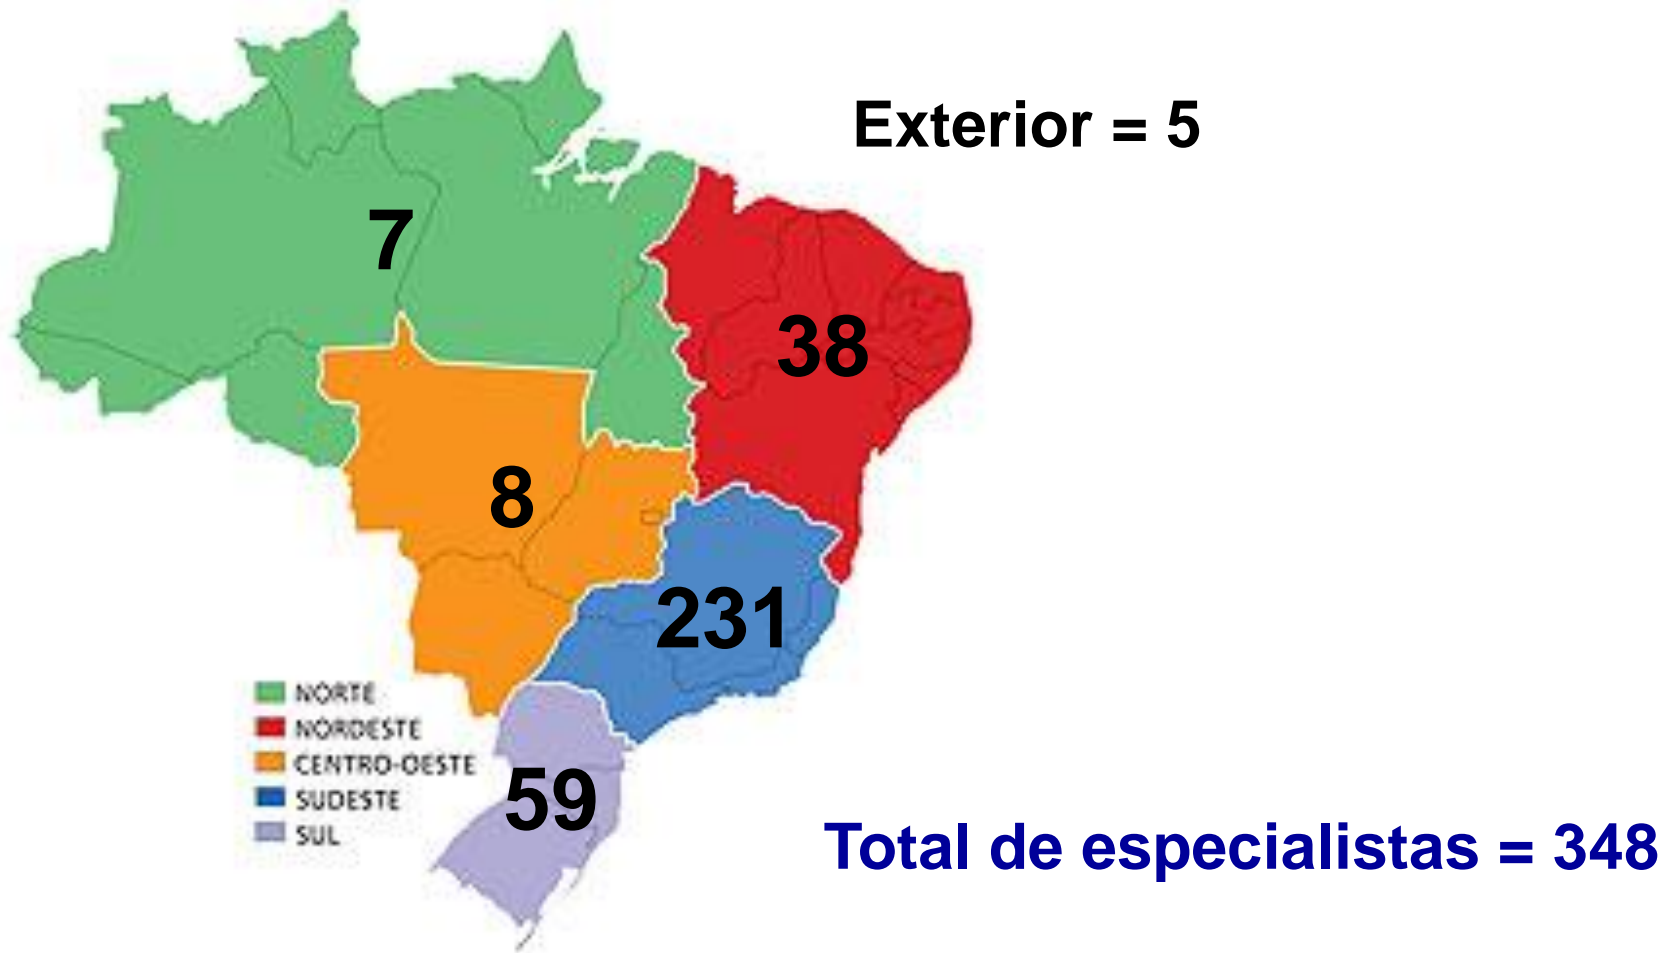 Exterior = 5
7
38
8
231
NORTE
NORDESTE
CENTRO-OESTE
SUDESTE
SUL
59
Total de especialistas = 348